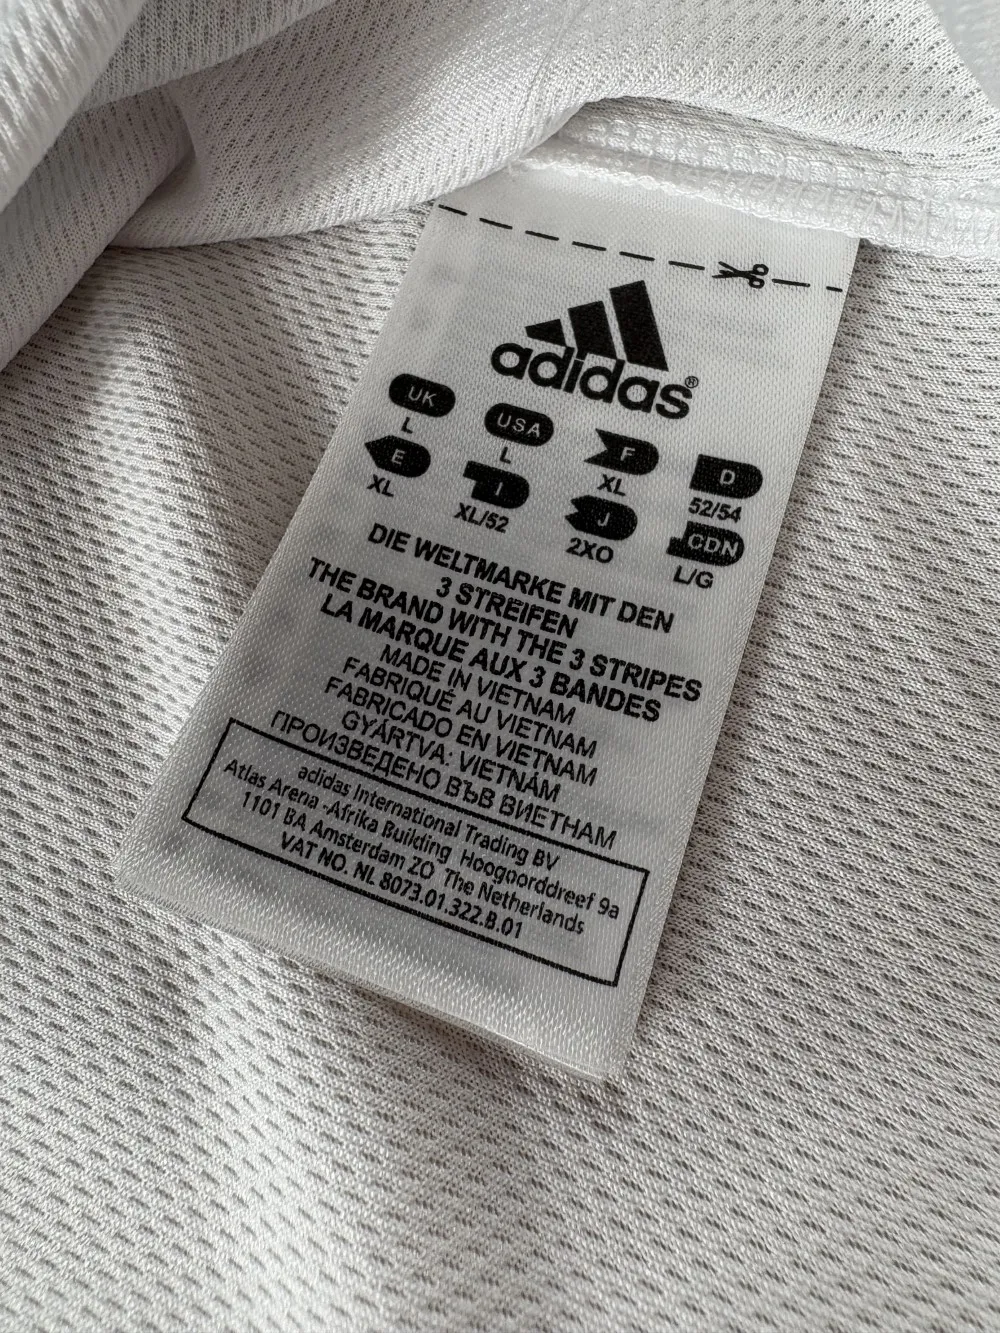 adidas®
UK USA F D
L L XL 52/54
E I J CDN
XL XL/52 2XO L/G
DIE WELTMARKE MIT DEN
3 STREIFEN
THE BRAND WITH THE 3 STRIPES
LA MARQUE AUX 3 BANDES
MADE IN VIETNAM
FABRIQUÉ AU VIETNAM
FABRICADO EN VIETNAM
GYÁRTVA: VIETNÁM
ПРОИЗВЕДЕНО ВЪВ ВИЕТНАМ
adidas International Trading BV
Atlas Arena -Afrika Building Hoogoorddreef 9a
1101 BA Amsterdam ZO The Netherlands
VAT NO. NL 8073.01.322.B.01